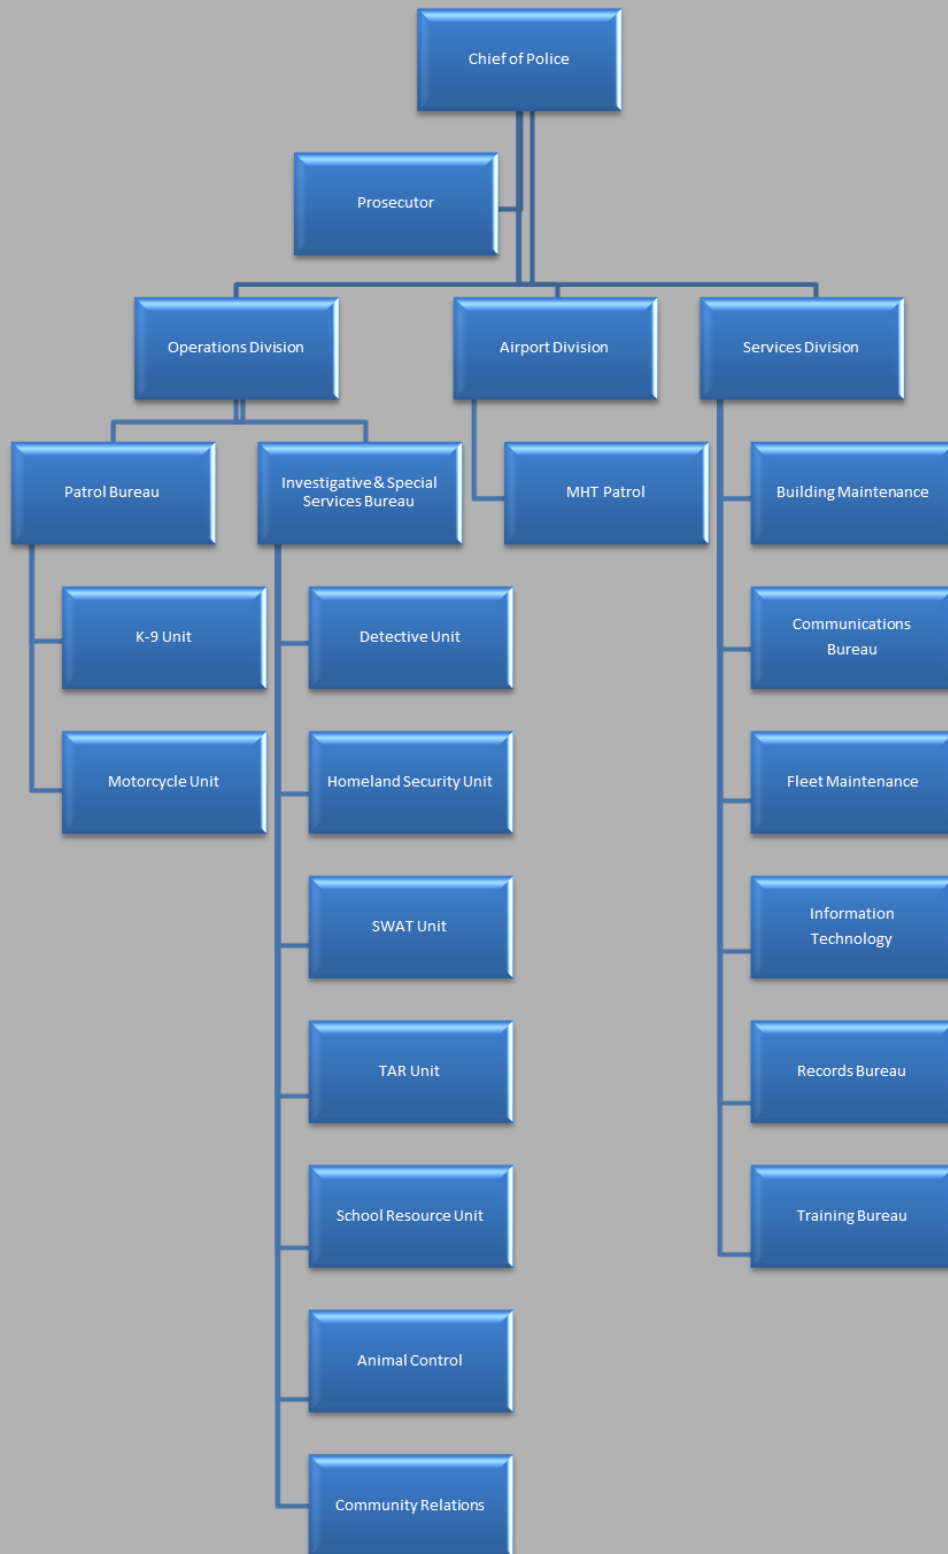 Chief of Police
Prosecutor
Operations Division
Airport Division
Services Division
Patrol Bureau
Investigative & Special
Services Bureau
MHT Patrol
Building Maintenance
K-9 Unit
Detective Unit
Communications
Bureau
Motorcycle Unit
Homeland Security Unit
Fleet Maintenance
SWAT Unit
Information
Technology
TAR Unit
Records Bureau
School Resource Unit
Training Bureau
Animal Control
Community Relations